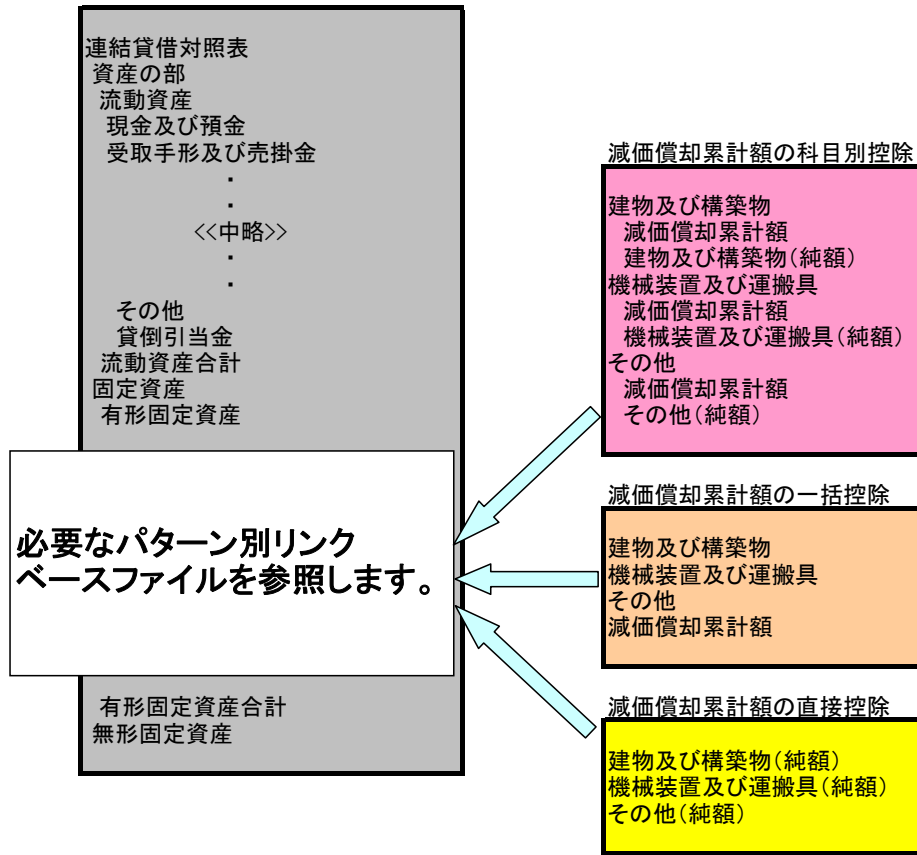 連結貸借対照表
資産の部
流動資産
現金及び預金
受取手形及び売掛金
・
・
<<中略>>
・
・
その他
貸倒引当金
流動資産合計
固定資産
有形固定資産
必要なパターン別リンク
ベースファイルを参照します。
有形固定資産合計
無形固定資産
減価償却累計額の科目別控除
建物及び構築物
減価償却累計額
建物及び構築物(純額)
機械装置及び運搬具
減価償却累計額
機械装置及び運搬具(純額)
その他
減価償却累計額
その他(純額)
減価償却累計額の一括控除
建物及び構築物
機械装置及び運搬具
その他
減価償却累計額
減価償却累計額の直接控除
建物及び構築物(純額)
機械装置及び運搬具(純額)
その他(純額)